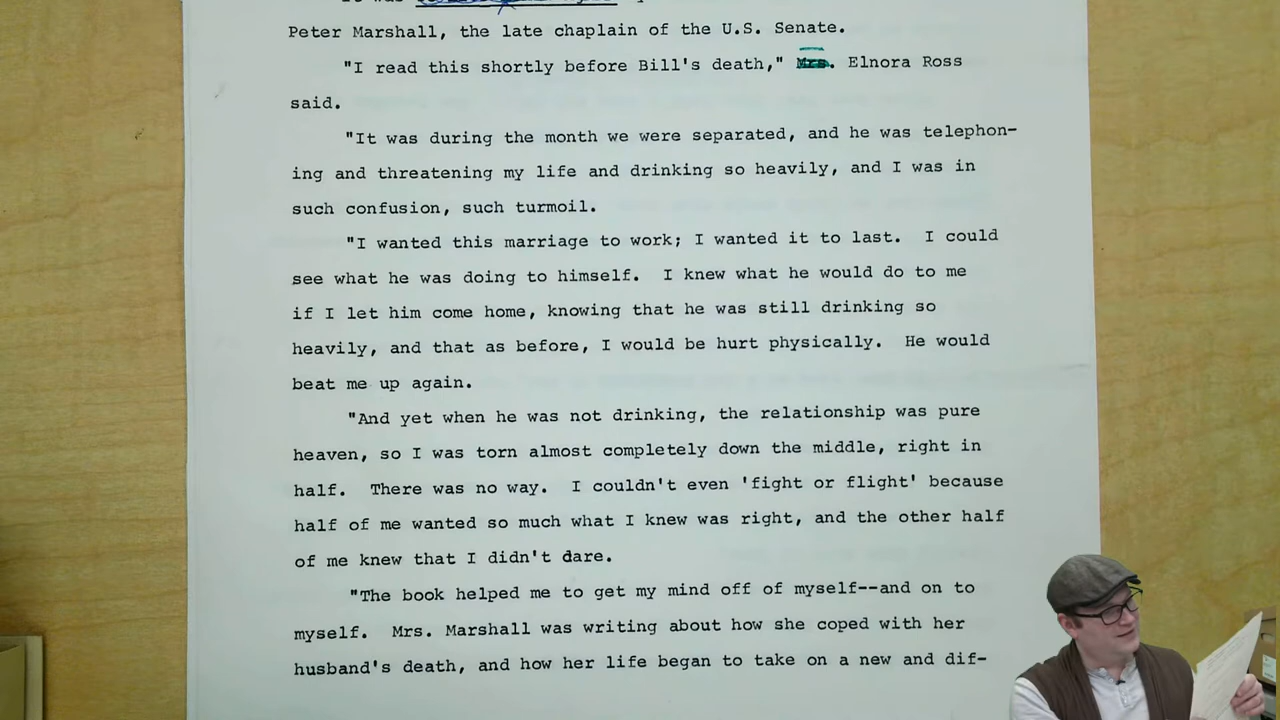 It was
Peter Marshall, the late chaplain of the U.S. Senate.
"I read this shortly before Bill's death," Mrs. Elnora Ross
said.
"It was during the month we were separated, and he was telephon-
ing and threatening my life and drinking so heavily, and I was in
such confusion, such turmoil.
"I wanted this marriage to work; I wanted it to last. I could
see what he was doing to himself. I knew what he would do to me
if I let him come home, knowing that he was still drinking so
heavily, and that as before, I would be hurt physically. He would
beat me up again.
"And yet when he was not drinking, the relationship was pure
heaven, so I was torn almost completely down the middle, right in
half. There was no way. I couldn't even 'fight or flight' because
half of me wanted so much what I knew was right, and the other half
of me knew that I didn't dare.
"The book helped me to get my mind off of myself--and on to
myself. Mrs. Marshall was writing about how she coped with her
husband's death, and how her life began to take on a new and dif-